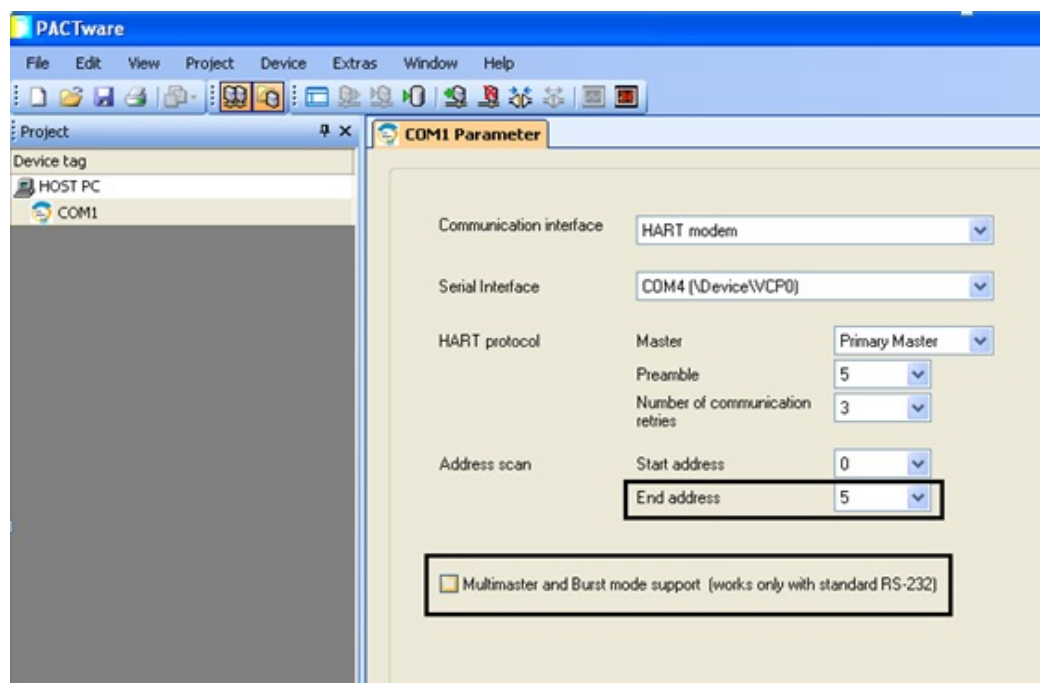 PACTware
File Edit View Project Device Extras Window Help
Project
COM1 Parameter
Device tag
HOST PC
COM1
Communication interface HART modem
Serial Interface COM4 (\Device\VCP0)
HART protocol Master Primary Master
Preamble 5
Number of communication
retries 3
Address scan Start address 0
End address 5
Multimaster and Burst mode support (works only with standard RS-232)